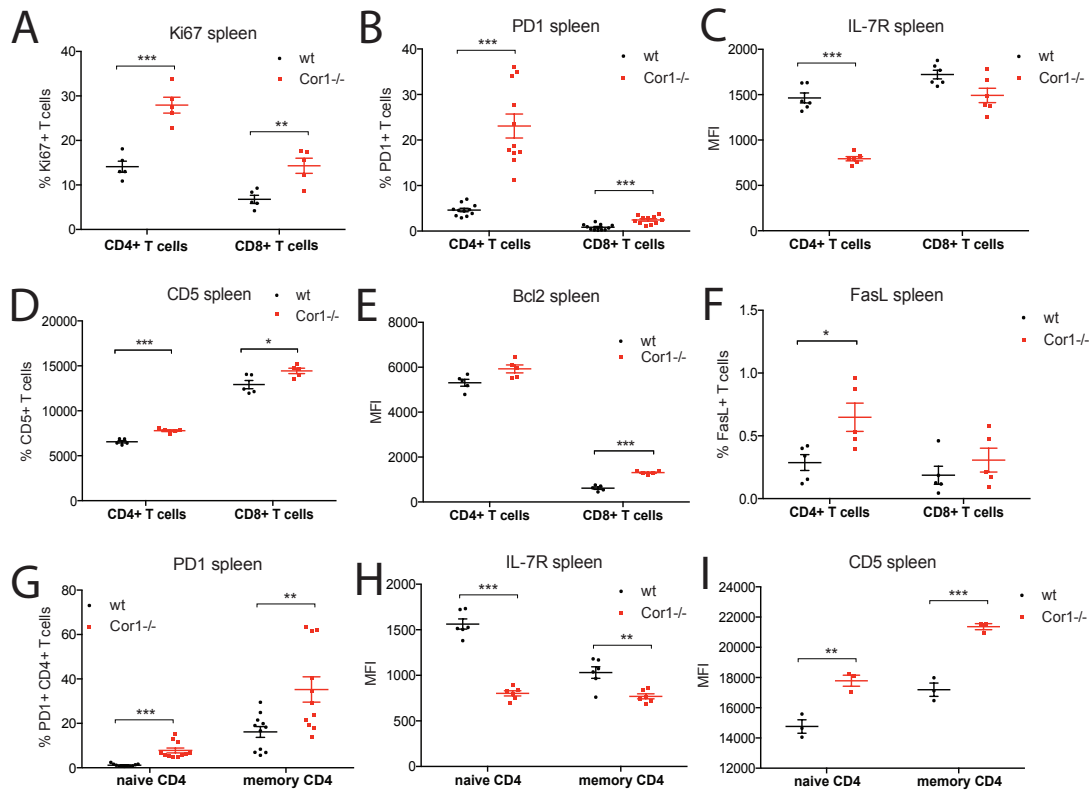 A
Ki67 spleen
wt
Cor1-/-
***
**
% Ki67+ T cells
40
30
20
10
0
CD4+ T cells
CD8+ T cells
B
PD1 spleen
wt
Cor1-/-
***
***
% PD1+ T cells
40
30
20
10
0
CD4+ T cells
CD8+ T cells
C
IL-7R spleen
wt
Cor1-/-
***
MFI
2000
1500
1000
500
0
CD4+ T cells
CD8+ T cells
D
CD5 spleen
wt
Cor1-/-
***
*
% CD5+ T cells
20000
15000
10000
5000
0
CD4+ T cells
CD8+ T cells
E
Bcl2 spleen
wt
Cor1-/-
***
MFI
8000
6000
4000
2000
0
CD4+ T cells
CD8+ T cells
F
FasL spleen
wt
Cor1-/-
*
% FasL+ T cells
1.5
1.0
0.5
0.0
CD4+ T cells
CD8+ T cells
G
PD1 spleen
wt
Cor1-/-
***
**
% PD1+ CD4+ T cells
80
60
40
20
0
naive CD4
memory CD4
H
IL-7R spleen
wt
Cor1-/-
***
**
MFI
2000
1500
1000
500
0
naive CD4
memory CD4
I
CD5 spleen
wt
Cor1-/-
**
***
MFI
24000
22000
20000
18000
16000
14000
12000
naive CD4
memory CD4